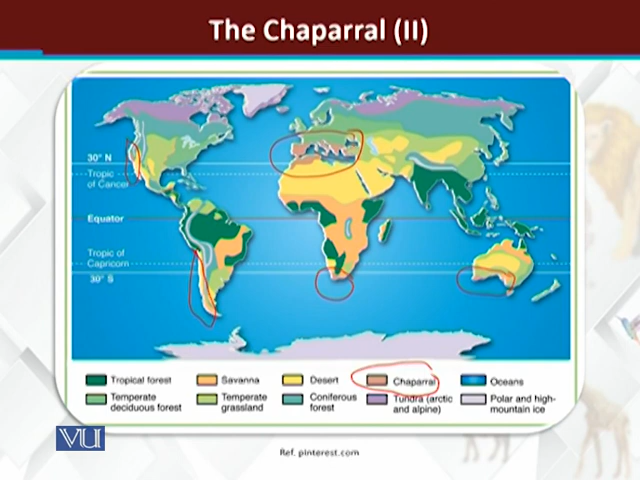 The Chaparral (II)
30° N
Tropic
of Cancer
Equator
Tropic of
Capricorn
30° S
Tropical forest
Savanna
Desert
Chaparral
Oceans
Temperate
deciduous forest
Temperate
grassland
Coniferous
forest
Tundra (arctic
and alpine)
Polar and high-
mountain ice
VU
Ref. pinterest.com